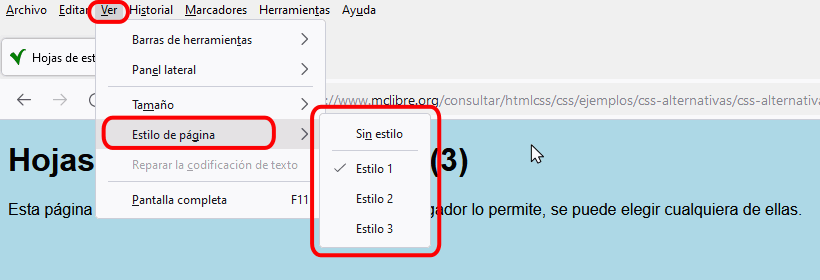 Archivo Editar Ver Historial Marcadores Herramientas Ayuda
Barras de herramientas
Hojas de est
Panel lateral
Tamaño
://www.mclibre.org/consultar/htmlcss/css/ejemplos/css-alternativas/css-alternativa
Estilo de página
Sin estilo
Hojas (3)
Reparar la codificación de texto
Estilo 1
Pantalla completa F11
Estilo 2
Esta página gador lo permite, se puede elegir cualquiera de ellas.
Estilo 3